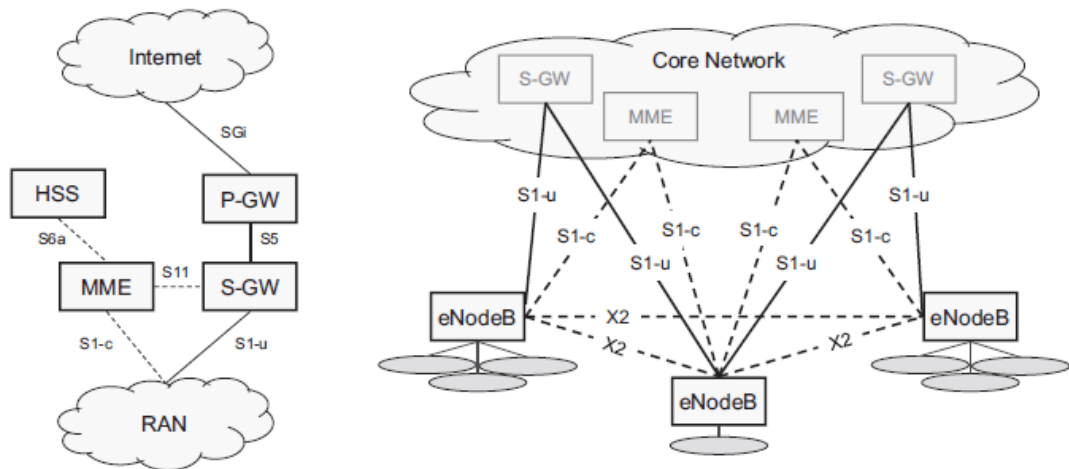 Internet
SGi
HSS
P-GW
S6a
S5
MME
S11
S-GW
S1-c
S1-u
RAN
Core Network
S-GW
S-GW
MME
MME
S1-u
S1-u
S1-c
S1-c
S1-c
S1-c
S1-u
S1-u
eNodeB
X2
eNodeB
X2
X2
eNodeB